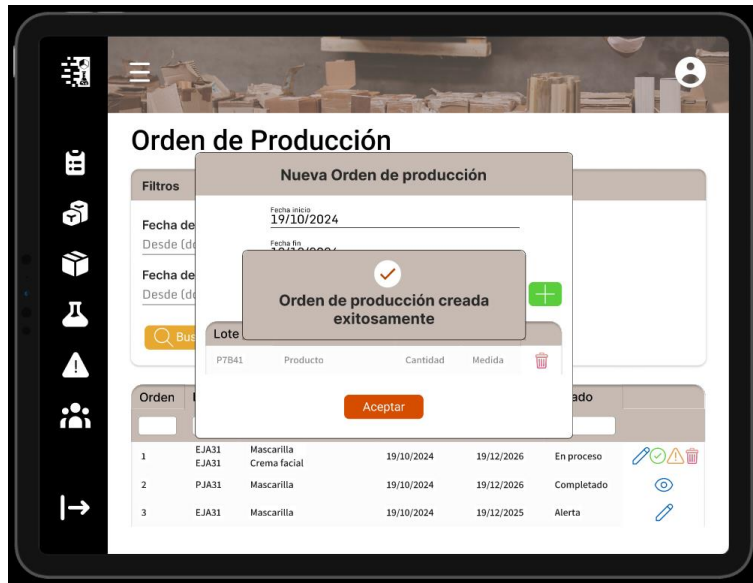 Orden de Producción
Nueva Orden de producción
Filtros
Fecha inicio
19/10/2024
Fecha de
Desde (do
Fecha fin
Fecha de
Desde (do
Orden de producción creada
exitosamente
Bus
Lote
P7B41 Producto Cantidad Medida
Aceptar
Orden ado
1 EJA31 Mascarilla 19/10/2024 19/12/2026 En proceso
EJA31 Crema facial
2 PJA31 Mascarilla 19/10/2024 19/12/2026 Completado
3 EJA31 Mascarilla 19/10/2024 19/12/2025 Alerta